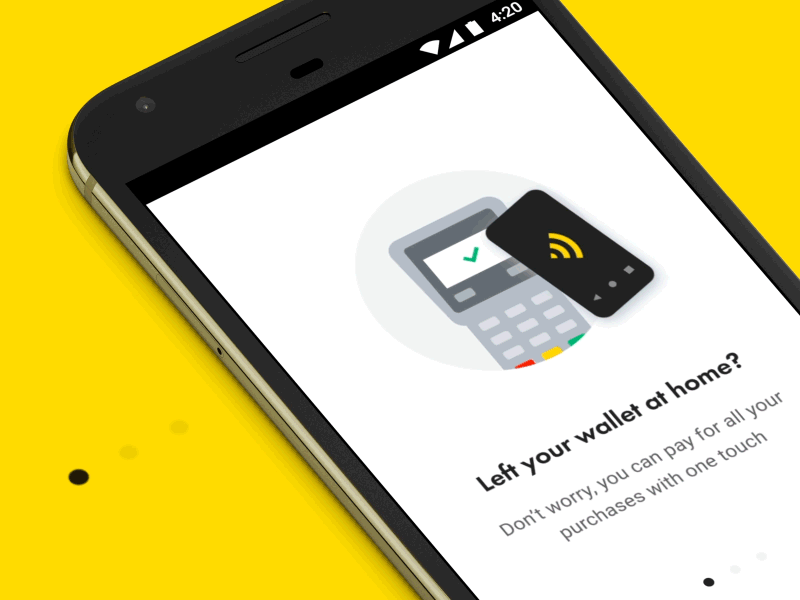 4:20
Left your wallet at home?
Don't worry, you can pay for all your
purchases with one touch